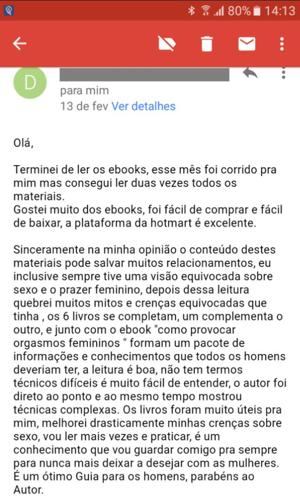 80% 14:13
D
para mim
13 de fev Ver detalhes
Olá,
Terminei de ler os ebooks, esse mês foi corrido pra
mim mas consegui ler duas vezes todos os
materiais.
Gostei muito dos ebooks, foi fácil de comprar e fácil
de baixar, a plataforma da hotmart é excelente.
Sinceramente na minha opinião o conteúdo destes
materiais pode salvar muitos relacionamentos, eu
inclusive sempre tive uma visão equivocada sobre
sexo e o prazer feminino, depois dessa leitura
quebrei muitos mitos e crenças equivocadas que
tinha , os 6 livros se completam, um complementa o
outro, e junto com o ebook "como provocar
orgasmos femininos " formam um pacote de
informações e conhecimentos que todos os homens
deveriam ter, a leitura é boa, não tem termos
técnicos difíceis é muito fácil de entender, o autor foi
direto ao ponto e ao mesmo tempo mostrou
técnicas complexas. Os livros foram muito úteis pra
mim, melhorei drasticamente minhas crenças sobre
sexo, vou ler mais vezes e praticar, é um
conhecimento que vou guardar comigo pra sempre
para nunca mais deixar a desejar com as mulheres.
É um ótimo Guia para os homens, parabéns ao
Autor.